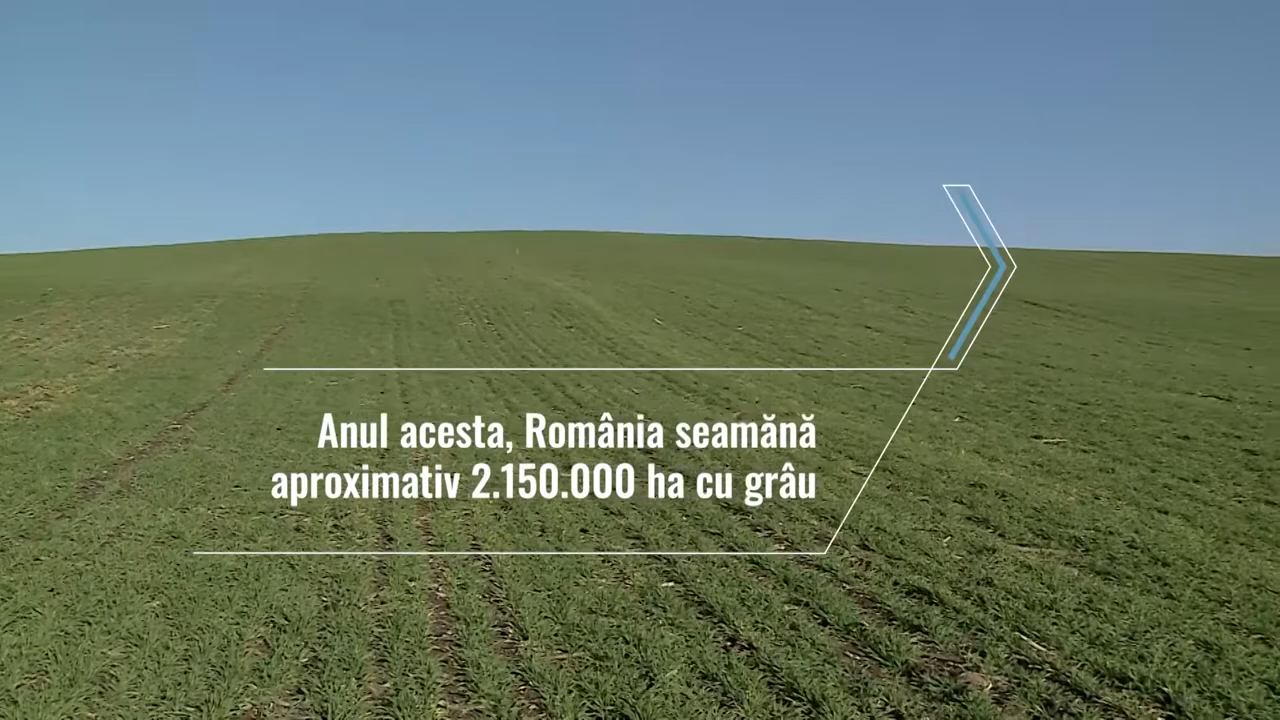 Anul acesta, România seamănă
aproximativ 2.150.000 ha cu grâu